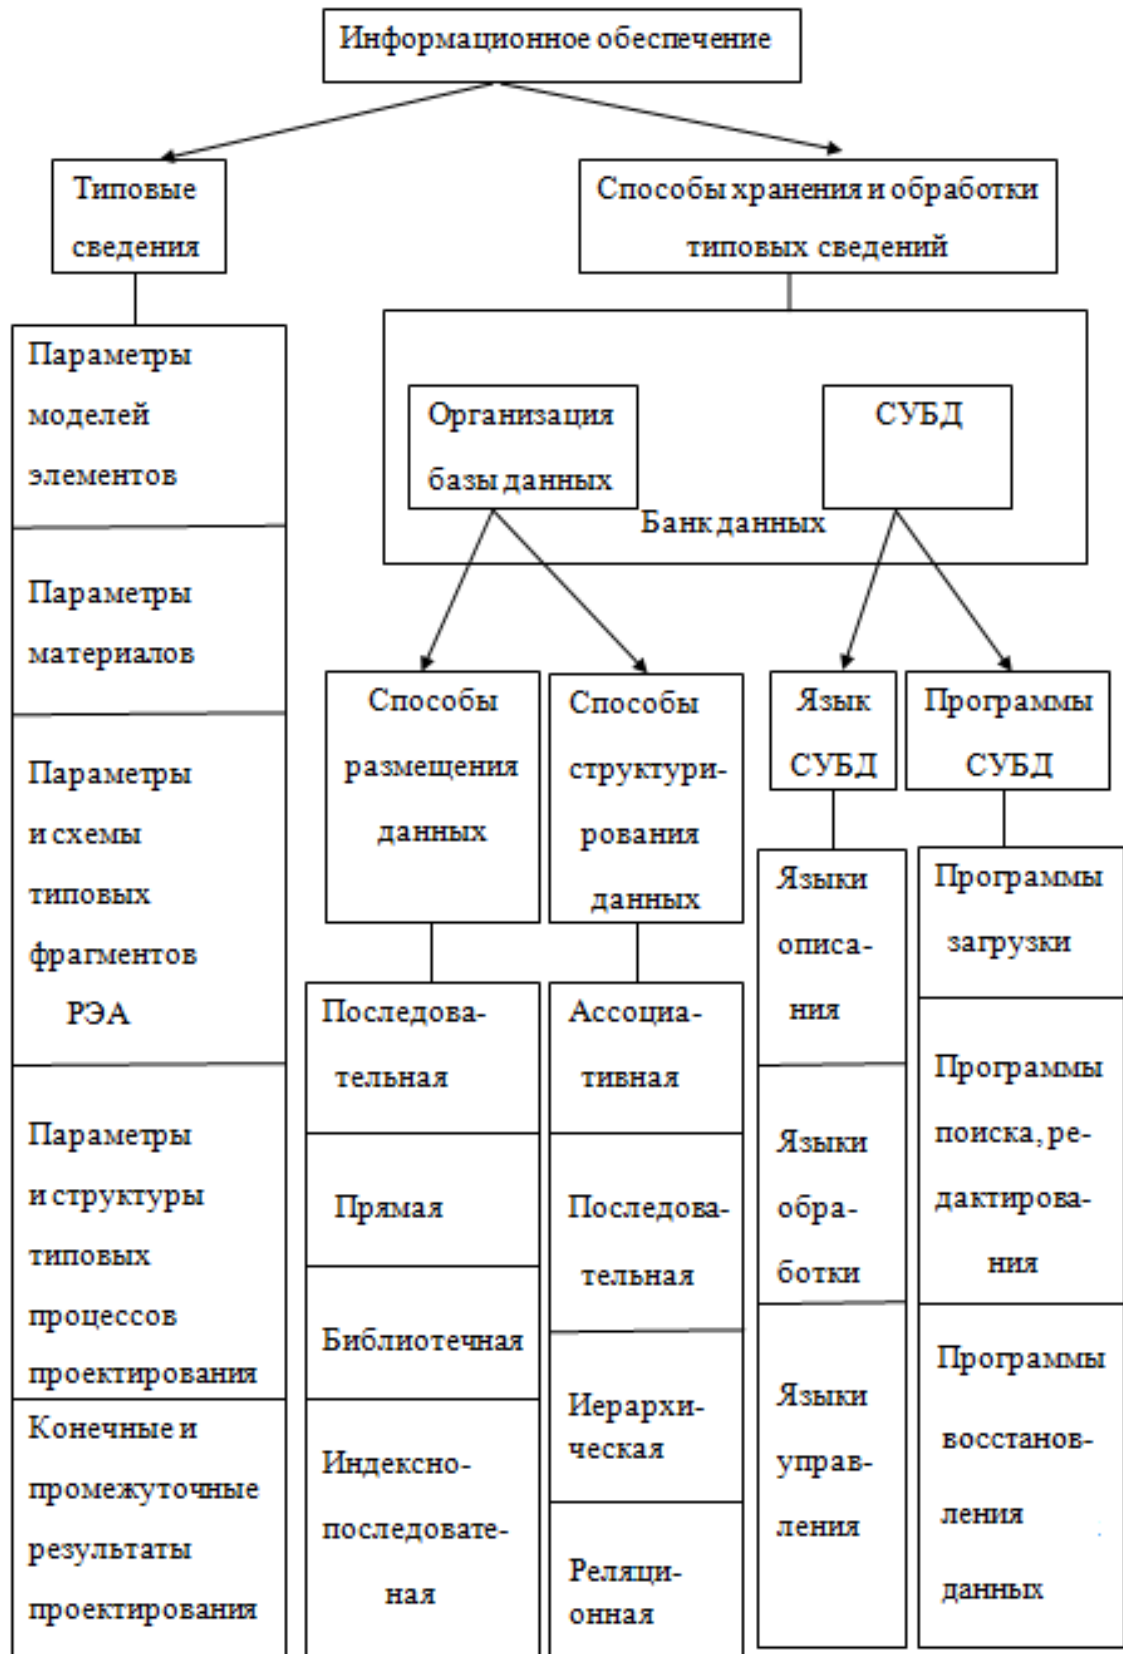 Информационное обеспечение
Типовые
сведения
Способы хранения и обработки
типовых сведений
Параметры
моделей
элементов
Параметры
материалов
Параметры
и схемы
типовых
фрагментов
РЭА
Параметры
и структуры
типовых
процессов
проектирования
Конечные и
промежуточные
результаты
проектирования
Организация
базы данных
СУБД
Банк данных
Способы
размещения
данных
Последова-
тельная
Прямая
Библиотечная
Индексно-
последовате-
ная
Способы
структури-
рования
данных
Ассоциа-
тивная
Последова-
тельная
Иерархи-
ческая
Реляци-
онная
Язык
СУБД
Языки
описа-
ния
Языки
обра-
ботки
Языки
управ-
ления
Программы
СУБД
Программы
загрузки
Программы
поиска, ре-
дактирова-
ния
Программы
восстанов-
ления
данных